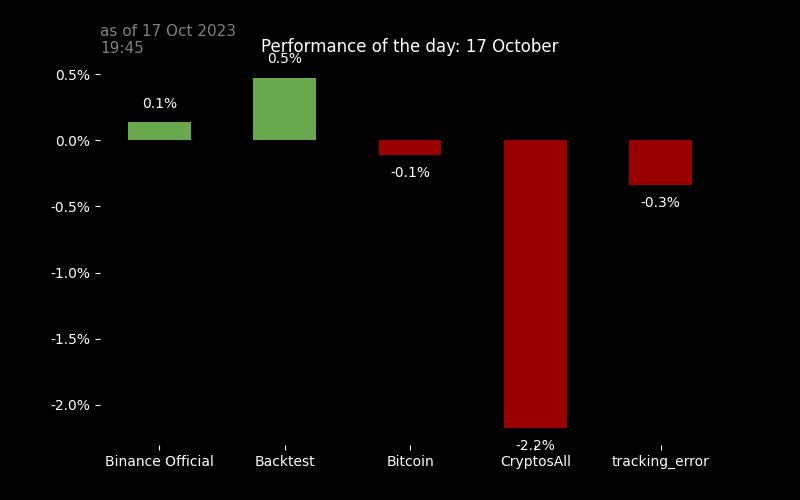 as of 17 Oct 2023
19:45
Performance of the day: 17 October
0.5%
0.0%
-0.5%
-1.0%
-1.5%
-2.0%
0.1%
0.5%
-0.1%
-2.2%
-0.3%
Binance Official
Backtest
Bitcoin
CryptosAll
tracking_error